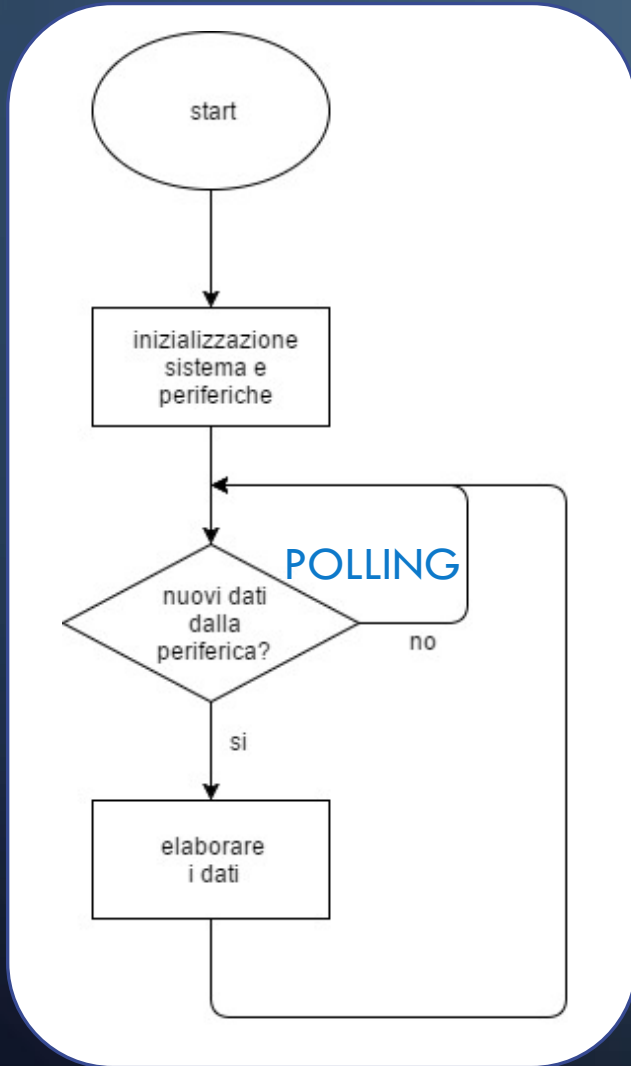 start
inizializzazione
sistema e
periferiche
POLLING
nuovi dati
dalla
periferica?
no
si
elaborare
i dati